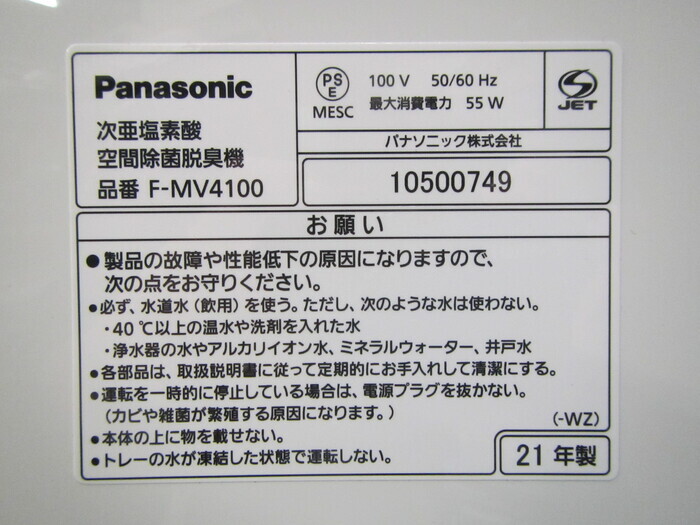 Panasonic
次亜塩素酸
空間除菌脱臭機
品番 F-MV4100
PS
E
MESC
100 V 50/60 Hz
最大消費電力 55 W
JET
パナソニック株式会社
10500749
お願い
●製品の故障や性能低下の原因になりますので、
次の点をお守りください。
●必ず、水道水(飲用)を使う。ただし、次のような水は使わない。
・40 ℃以上の温水や洗剤を入れた水
・浄水器の水やアルカリイオン水、ミネラルウォーター、井戸水
●各部品は、取扱説明書に従って定期的にお手入れして清潔にする。
●運転を一時的に停止している場合は、電源プラグを抜かない。
(カビや雑菌が繁殖する原因になります。)
(-WZ)
●本体の上に物を載せない。
●トレーの水が凍結した状態で運転しない。
21 年製